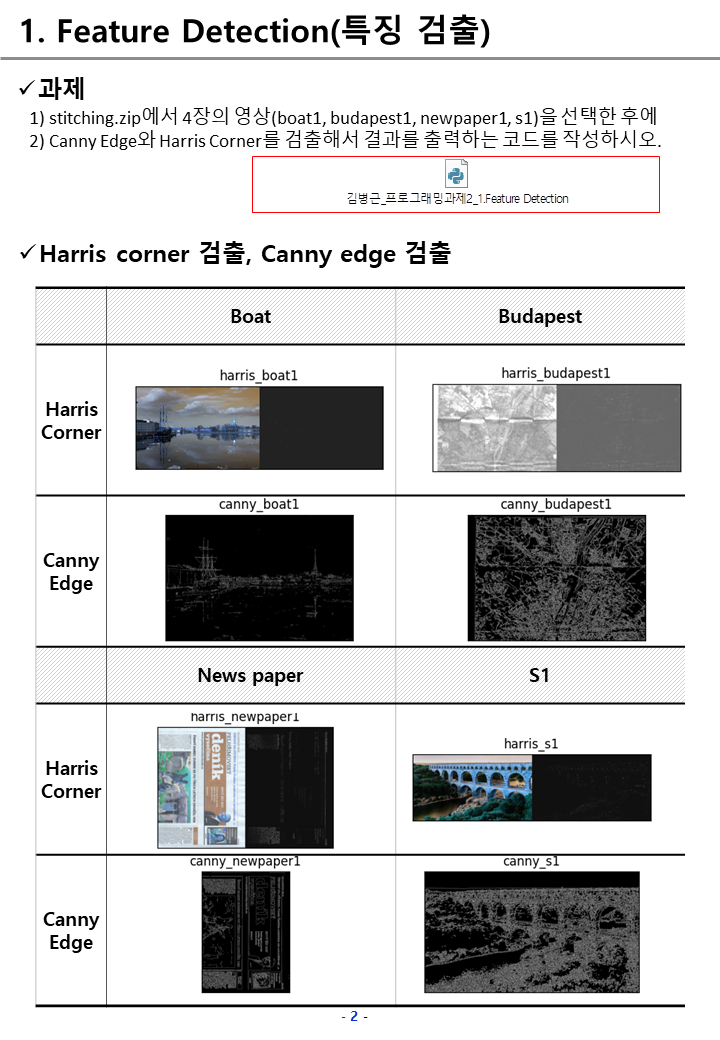 1. Feature Detection(특징 검출)
✓과제
1) stitching.zip에서 4장의 영상(boat1, budapest1, newpaper1, s1)을 선택한 후에
2) Canny Edge와 Harris Corner를 검출해서 결과를 출력하는 코드를 작성하시오.
김병근_프로그래밍과제2_1.Feature Detection
✓Harris corner 검출, Canny edge 검출
Boat
Budapest
Harris
Corner
harris_boat1
harris_budapest1
Canny
Edge
canny_boat1
canny_budapest1
News paper
S1
Harris
Corner
harris_newpaper1
deník
harris_s1
Canny
Edge
canny_newpaper1
canny_s1
- 2 -